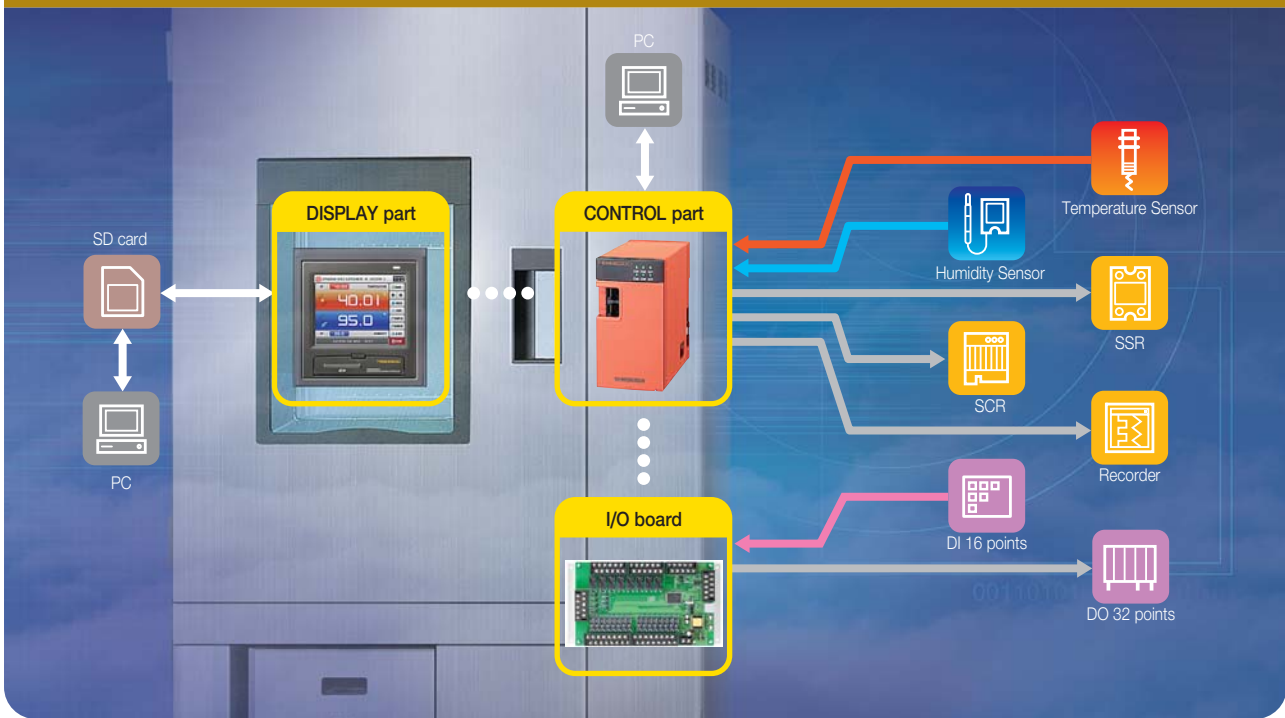 PC
DISPLAY part
CONTROL part
Temperature Sensor
SD card
40.01
95.0
Humidity Sensor
SSR
SCR
PC
Recorder
I/O board
DI 16 points
DO 32 points